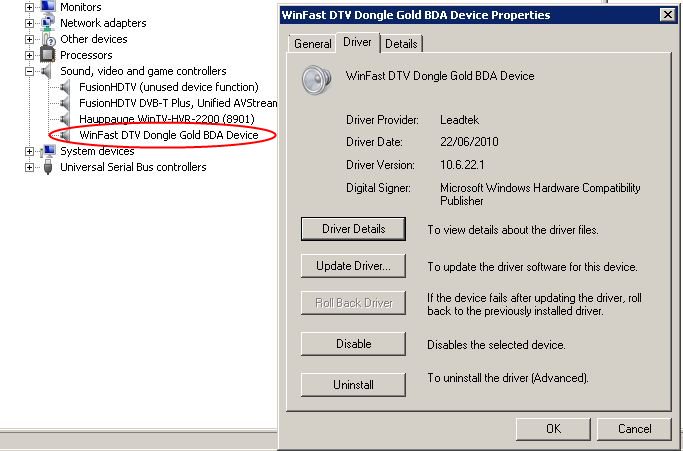 Monitors
Network adapters
Other devices
Processors
Sound, video and game controllers
FusionHDTV (unused device function)
FusionHDTV DVB-T Plus, Unified AVStream
Hauppauge WinTV-HVR-2200 (8901)
WinFast DTV Dongle Gold BDA Device
System devices
Universal Serial Bus controllers
WinFast DTV Dongle Gold BDA Device Properties
General
Driver
Details
WinFast DTV Dongle Gold BDA Device
Driver Provider: Leadtek
Driver Date: 22/06/2010
Driver Version: 10.6.22.1
Digital Signer: Microsoft Windows Hardware Compatibility
Publisher
Driver Details
To view details about the driver files.
Update Driver...
To update the driver software for this device.
Roll Back Driver
If the device fails after updating the driver, roll
back to the previously installed driver.
Disable
Disables the selected device.
Uninstall
To uninstall the driver (Advanced).
OK
Cancel